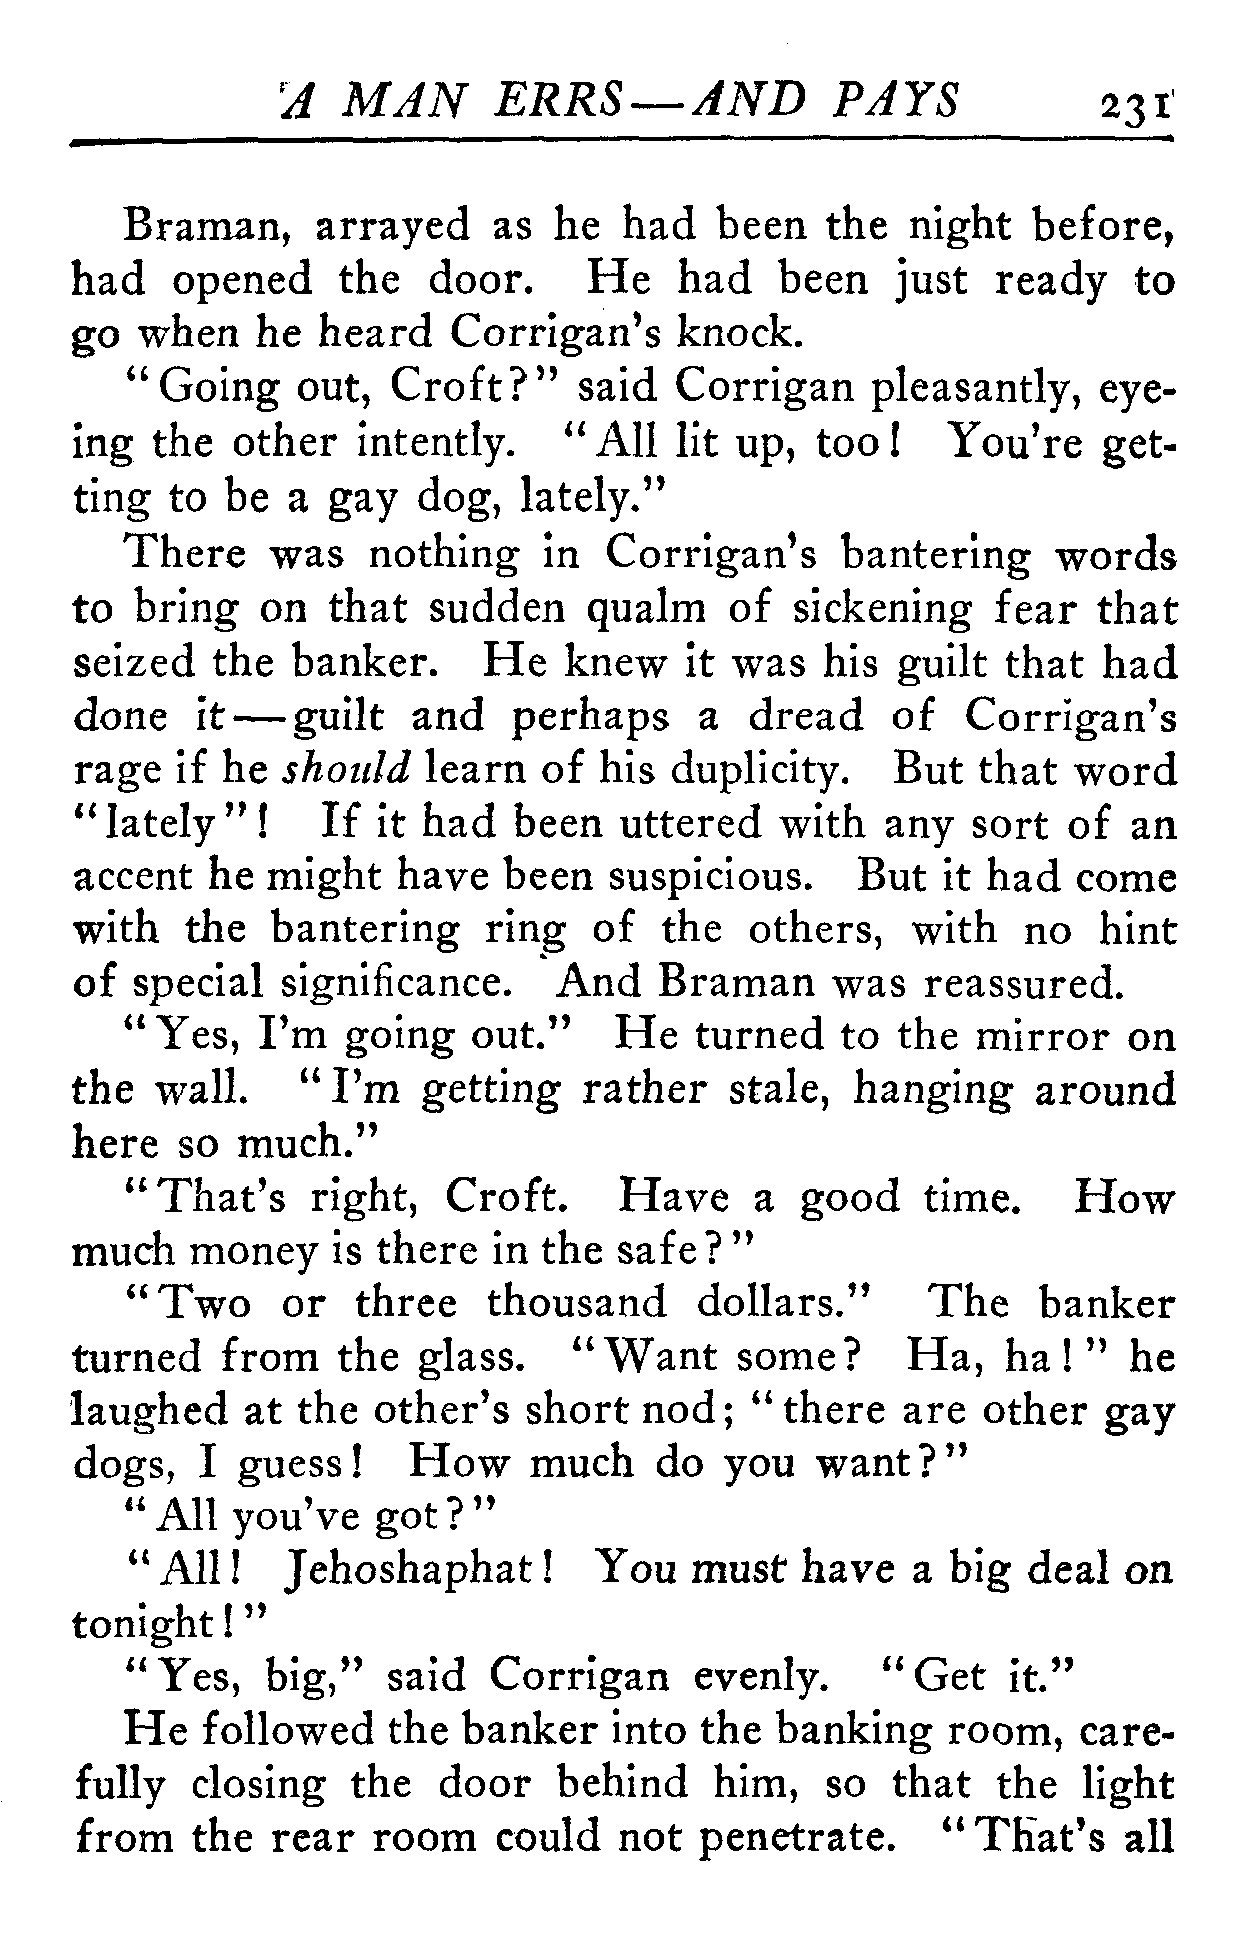 A MAN ERRS—AND PAYS 231
Braman, arrayed as he had been the night before,
had opened the door. He had been just ready to
go when he heard Corrigan's knock.
"Going out, Croft?" said Corrigan pleasantly, eye-
ing the other intently. "All lit up, too! You're get-
ting to be a gay dog, lately."
There was nothing in Corrigan's bantering words
to bring on that sudden qualm of sickening fear that
seized the banker. He knew it was his guilt that had
done it—guilt and perhaps a dread of Corrigan's
rage if he should learn of his duplicity. But that word
"lately"! If it had been uttered with any sort of an
accent he might have been suspicious. But it had come
with the bantering ring of the others, with no hint
of special significance. And Braman was reassured.
"Yes, I'm going out." He turned to the mirror on
the wall. "I'm getting rather stale, hanging around
here so much."
"That's right, Croft. Have a good time. How
much money is there in the safe?"
"Two or three thousand dollars." The banker
turned from the glass. "Want some? Ha, ha!" he
laughed at the other's short nod; "there are other gay
dogs, I guess! How much do you want?"
"All you've got?"
"All! Jehoshaphat! You must have a big deal on
tonight!"
"Yes, big," said Corrigan evenly. "Get it."
He followed the banker into the banking room, care-
fully closing the door behind him, so that the light
from the rear room could not penetrate. "That's all